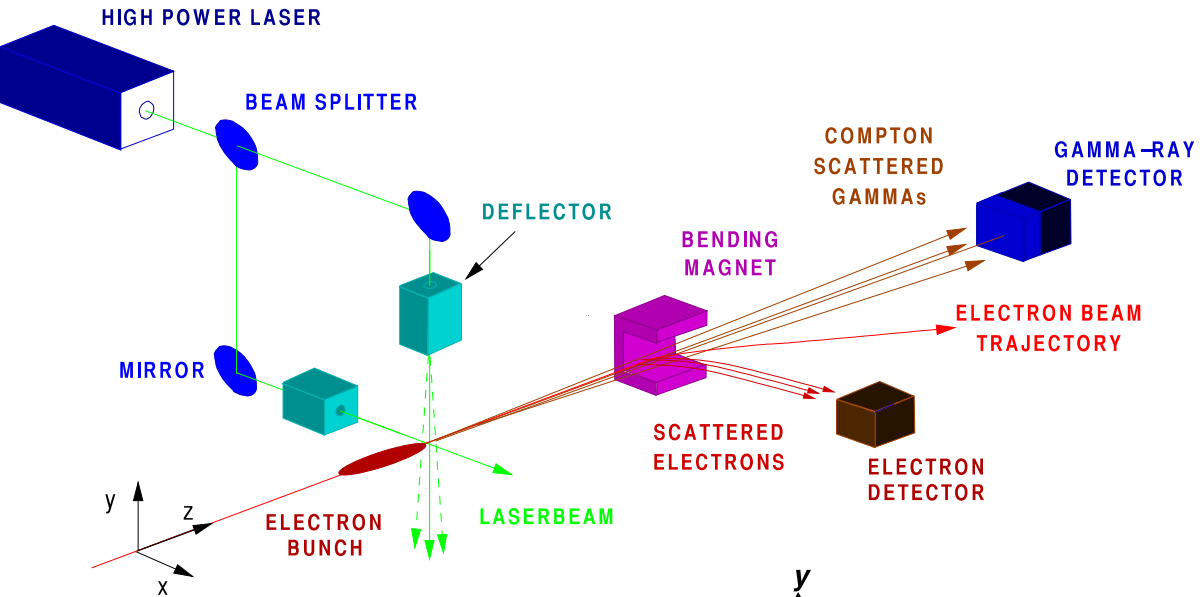 HIGH POWER LASER
BEAM SPLITTER
COMPTON
SCATTERED
GAMMAs
GAMMA–RAY
DETECTOR
DEFLECTOR
BENDING
MAGNET
ELECTRON BEAM
TRAJECTORY
MIRROR
SCATTERED
ELECTRONS
ELECTRON
DETECTOR
y
z
x
ELECTRON
BUNCH
LASERBEAM
y